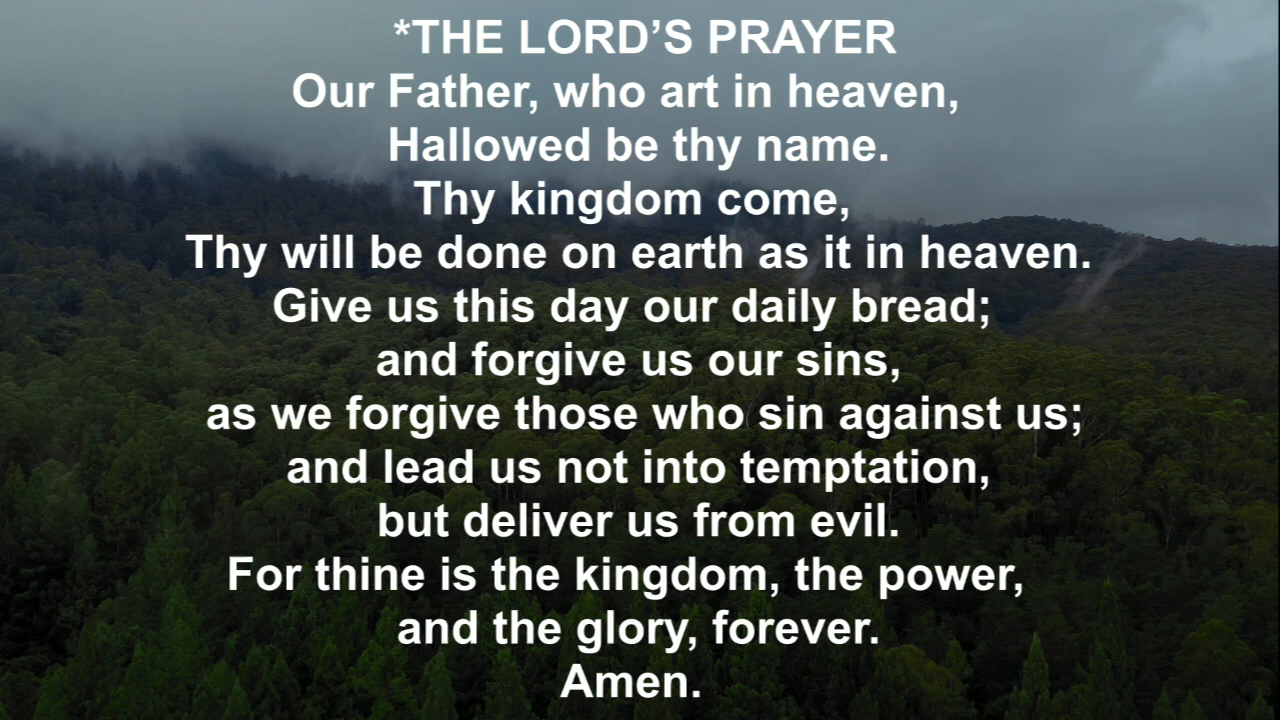 *THE LORD’S PRAYER
Our Father, who art in heaven,
Hallowed be thy name.
Thy kingdom come,
Thy will be done on earth as it in heaven.
Give us this day our daily bread;
and forgive us our sins,
as we forgive those who sin against us;
and lead us not into temptation,
but deliver us from evil.
For thine is the kingdom, the power,
and the glory, forever.
Amen.